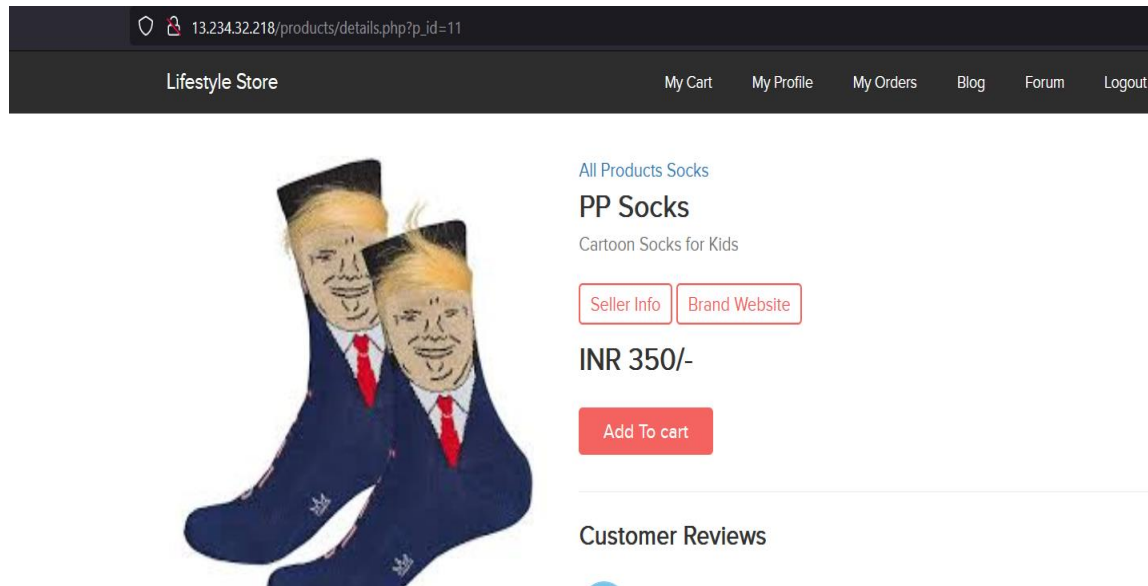 13.234.32.218/products/details.php?p_id=11
Lifestyle Store My Cart My Profile My Orders Blog Forum Logout
All Products Socks
PP Socks
Cartoon Socks for Kids
Seller Info Brand Website
INR 350/-
Add To cart
Customer Reviews